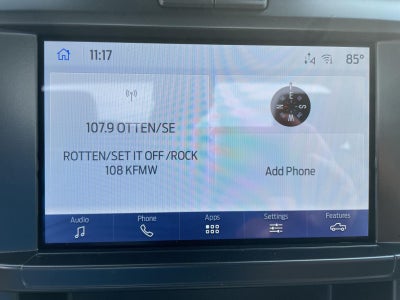 11:17
4
85°
107.9 OTTEN/SE
ROTTEN/SET IT OFF /ROCK
108 KFMW
E
S
W
Add Phone
Audio
Phone
Apps
Settings
Features